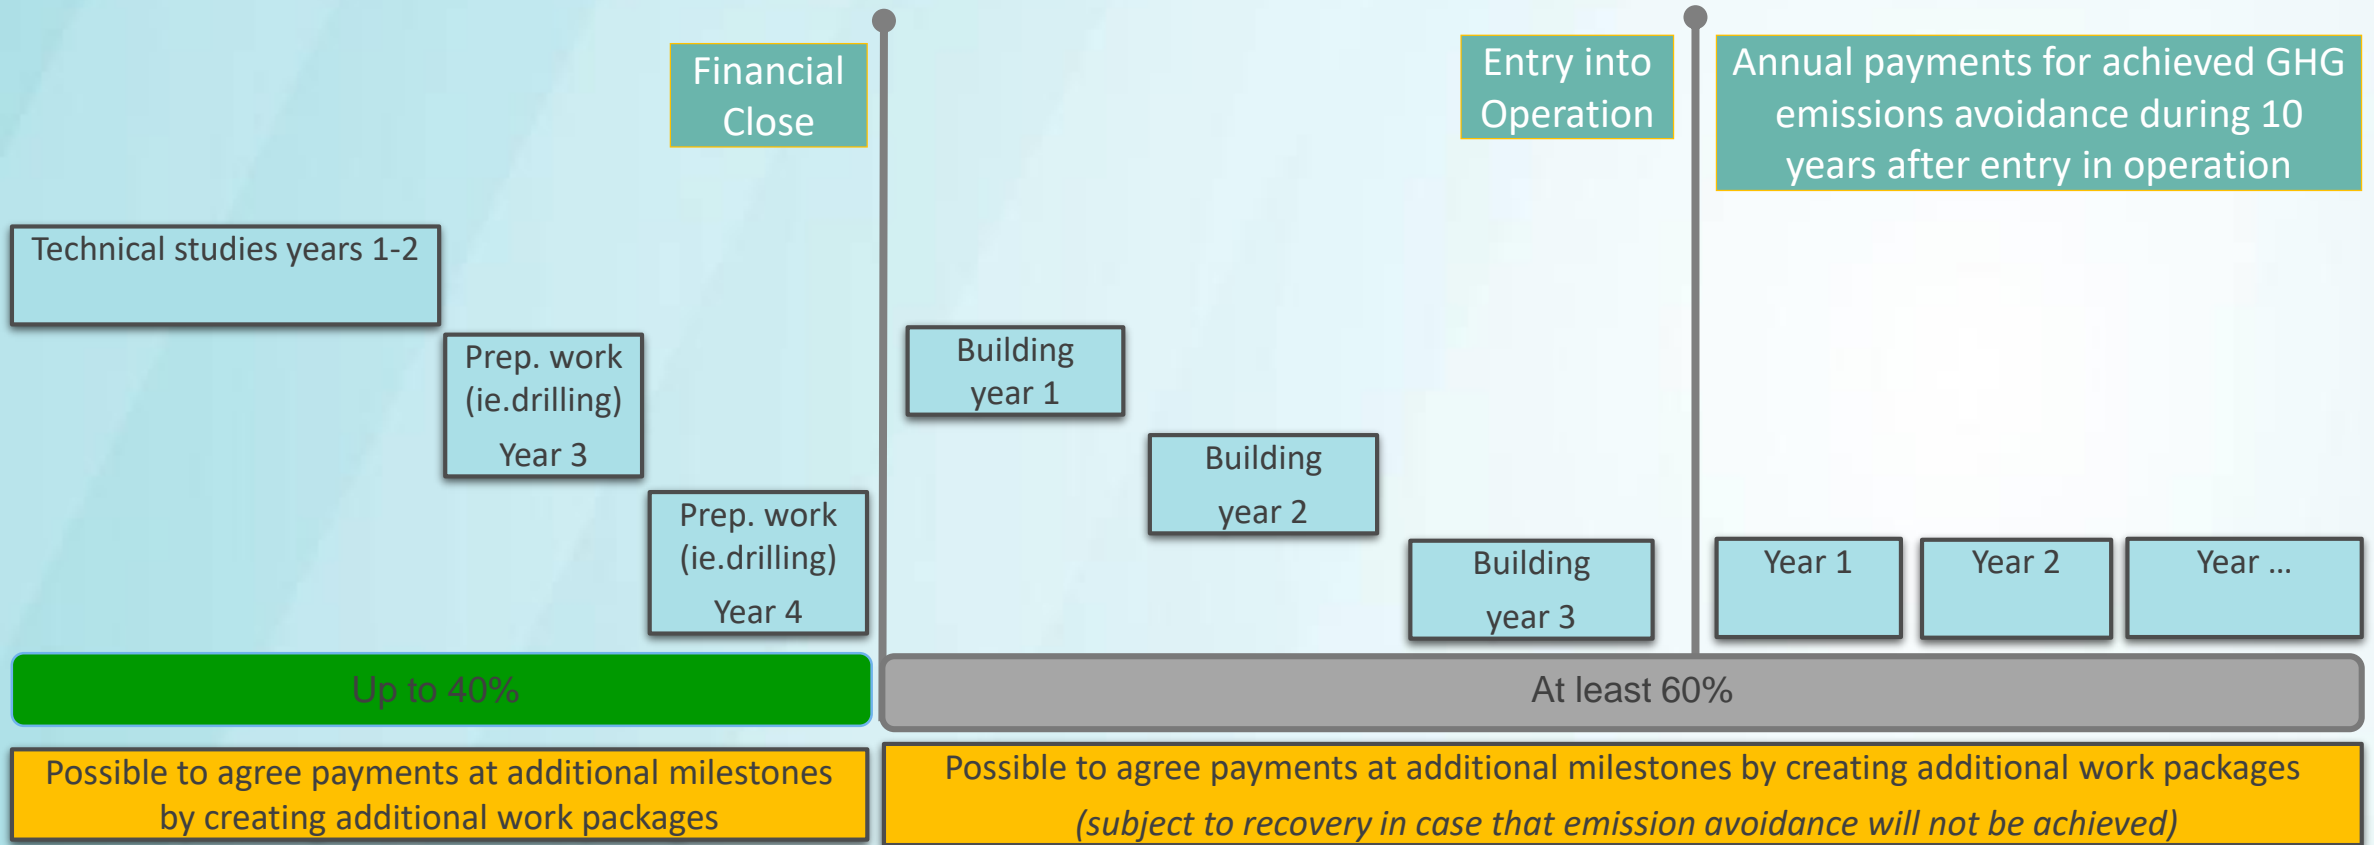 Financial
Close
Entry into
Operation
Annual payments for achieved GHG
emissions avoidance during 10
years after entry in operation
Technical studies years 1-2
Prep. work
(ie.drilling)
Year 3
Prep. work
(ie.drilling)
Year 4
Building
year 1
Building
year 2
Building
year 3
Year 1
Year 2
Year ...
Up to 40%
At least 60%
Possible to agree payments at additional milestones
by creating additional work packages
Possible to agree payments at additional milestones by creating additional work packages
(subject to recovery in case that emission avoidance will not be achieved)